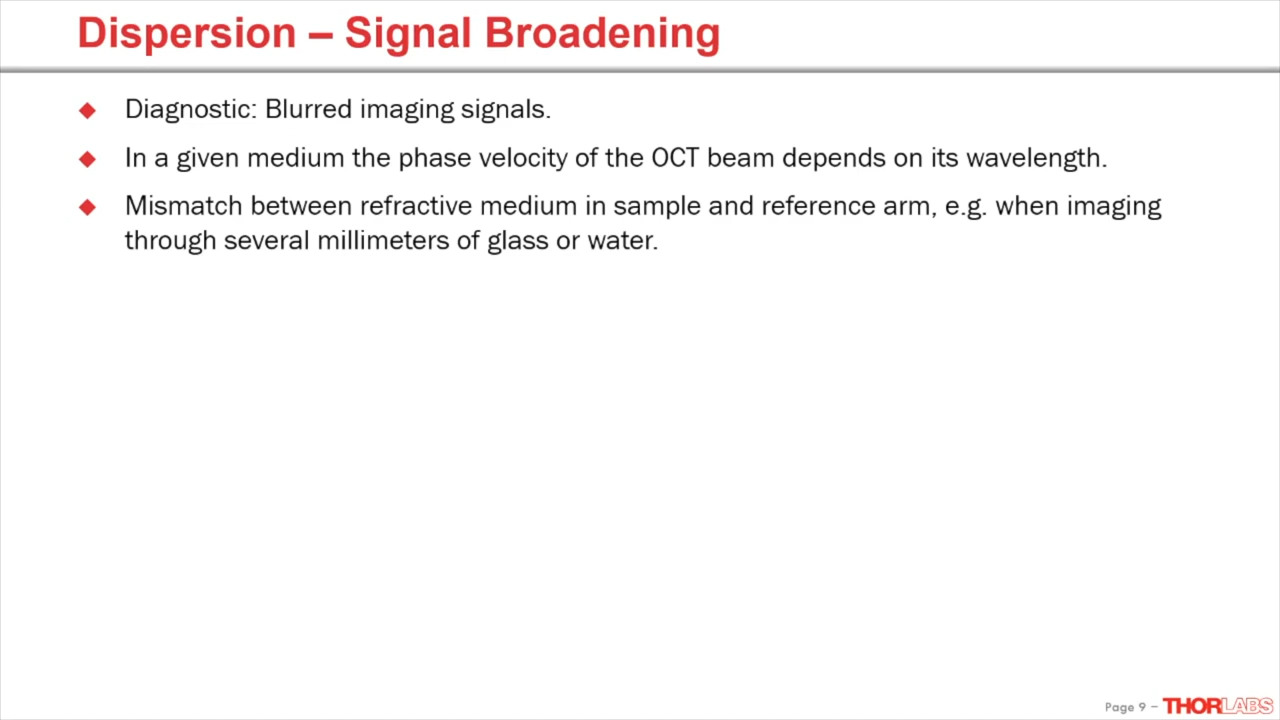 Dispersion – Signal Broadening
Diagnostic: Blurred imaging signals.
In a given medium the phase velocity of the OCT beam depends on its wavelength.
Mismatch between refractive medium in sample and reference arm, e.g. when imaging
through several millimeters of glass or water.
Page 9 – THORLABS